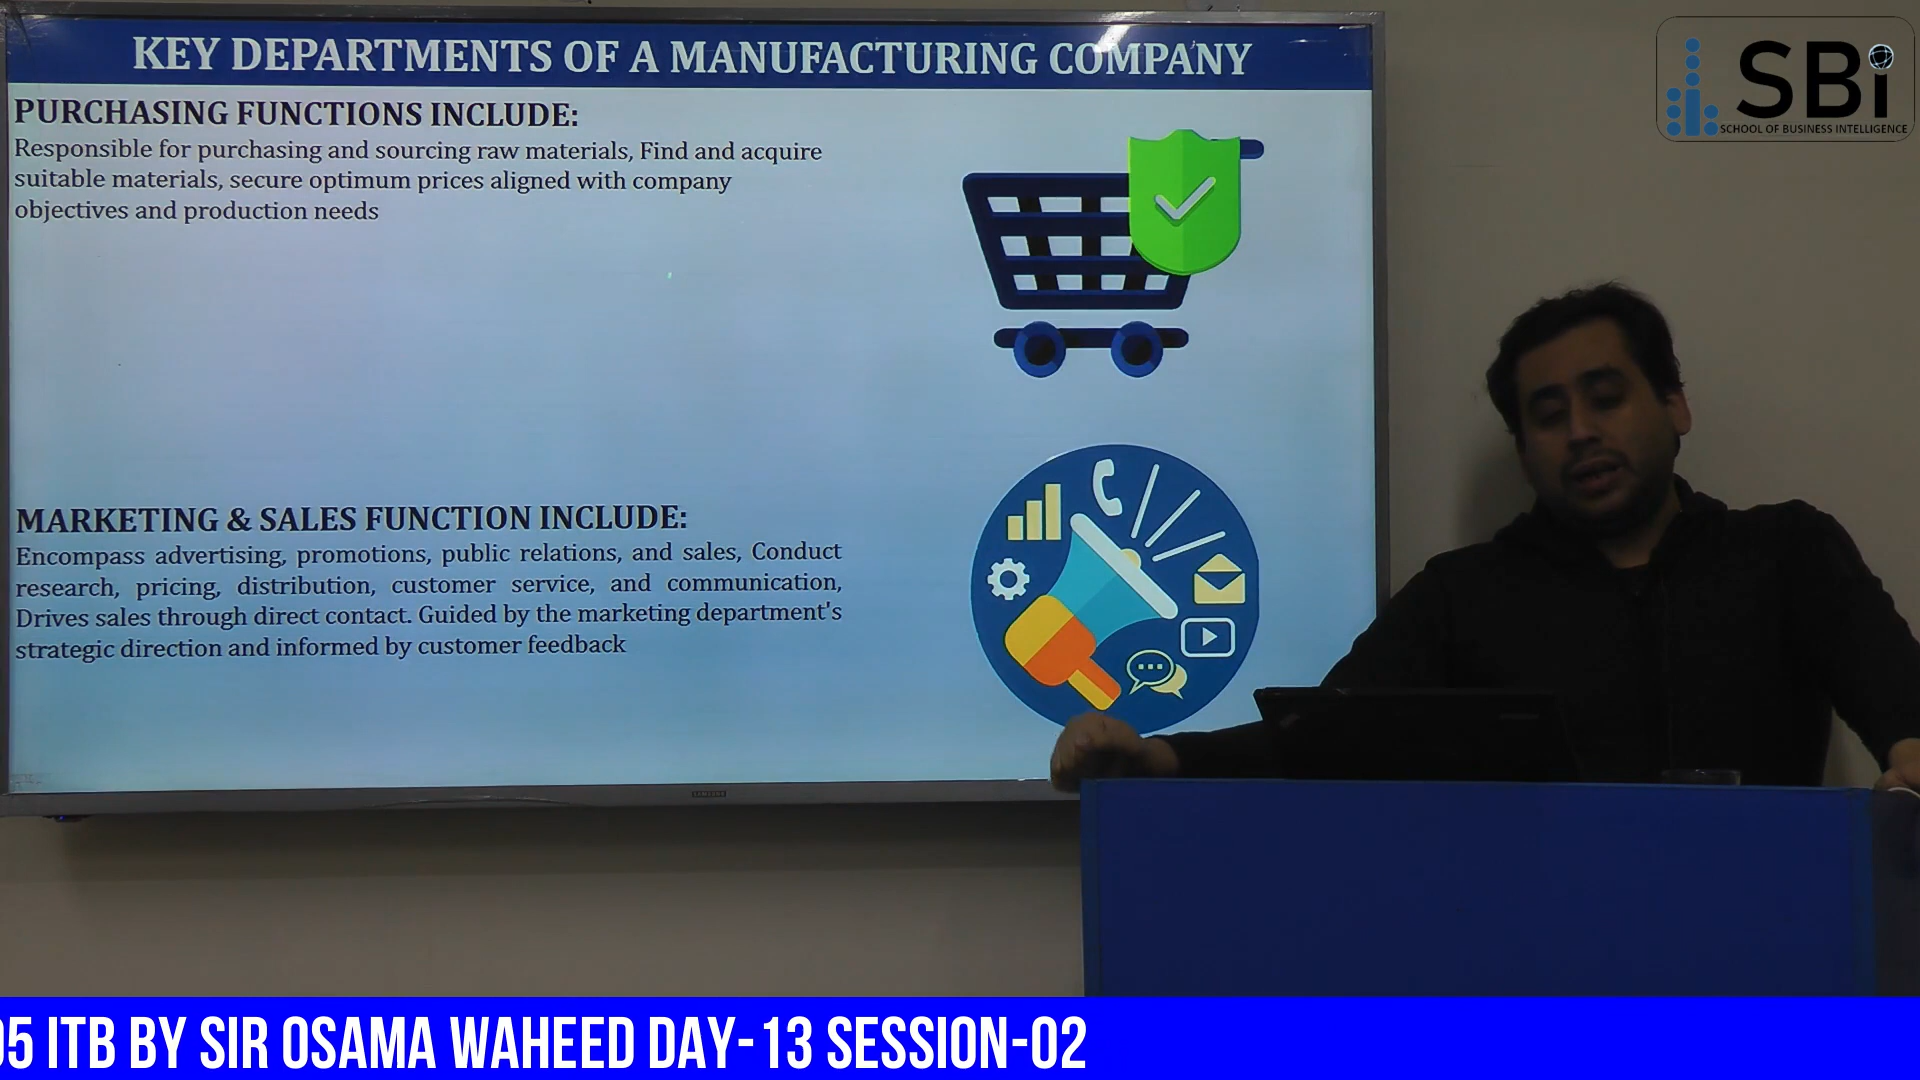 KEY DEPARTMENTS OF A MANUFACTURING COMPANY
PURCHASING FUNCTIONS INCLUDE:
Responsible for purchasing and sourcing raw materials, Find and acquire
suitable materials, secure optimum prices aligned with company
objectives and production needs
MARKETING & SALES FUNCTION INCLUDE:
Encompass advertising, promotions, public relations, and sales, Conduct
research, pricing, distribution, customer service, and communication,
Drives sales through direct contact. Guided by the marketing department's
strategic direction and informed by customer feedback
SAMSUNG
SBi
SCHOOL OF BUSINESS INTELLIGENCE
05 ITB BY SIR OSAMA WAHEED DAY-13 SESSION-02